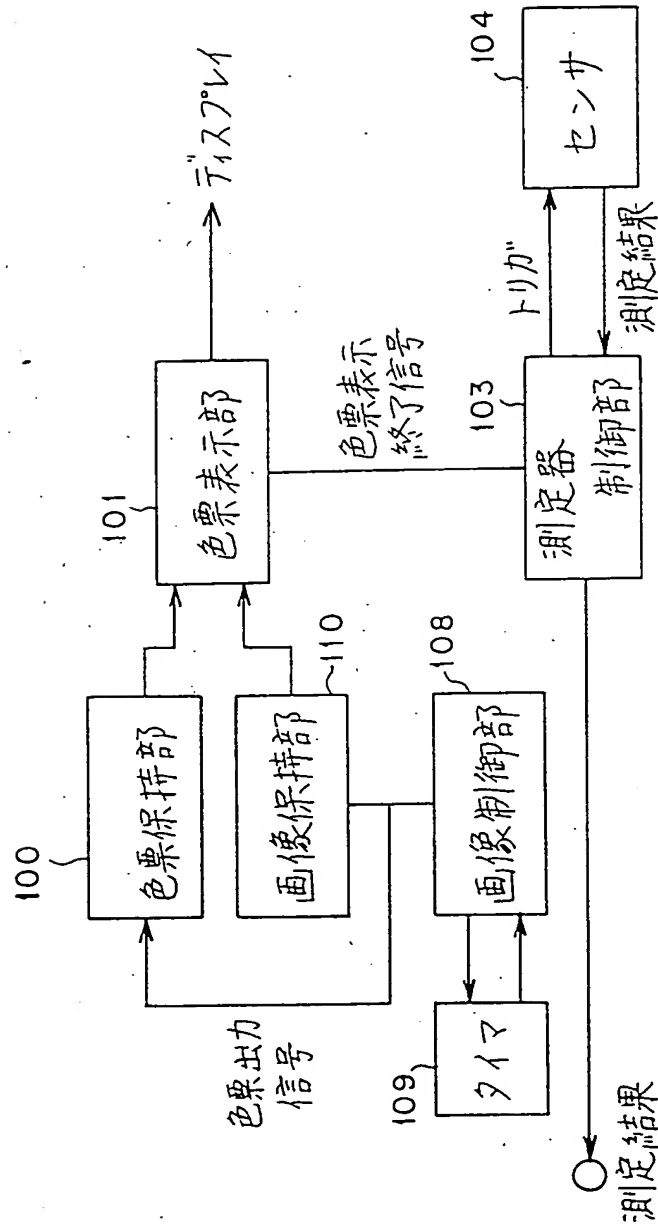 100
色票保持部
110
画像保持部
101
色票表示部
ディスプレイ
色票出力
信号
109
タイマ
108
画像制御部
色票表示
終了信号
103
測定器
制御部
トリガ
104
センサ
測定結果
測定結果